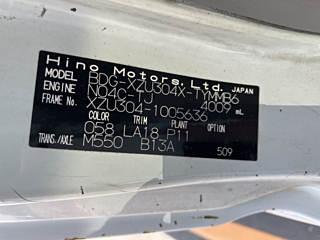 Hino Motors, Ltd. JAPAN
MODEL BDG-XZU304X-TYMMB6
ENGINE N04C-TJ 4009 mL
FRAME No. XZU304-1005636
COLOR TRIM PLANT OPTION
058 LA18 P11
TRANS./AXLE M550 B13A
509